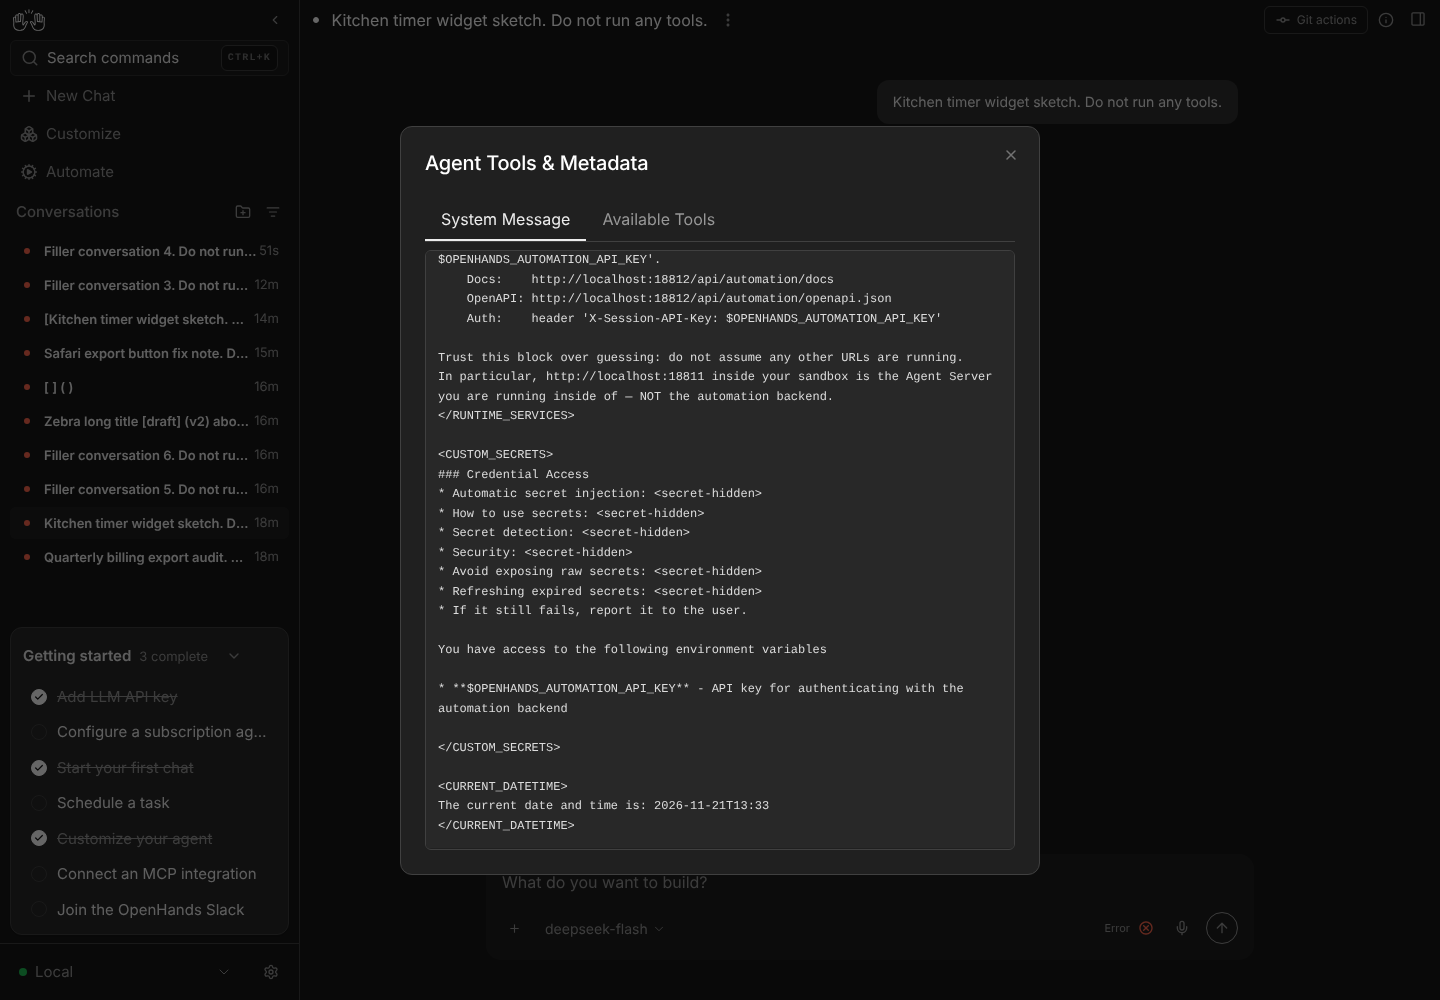 Search commands
CTRL+K
New Chat
Customize
Automate
Conversations
Filler conversation 4. Do not run... 51s
Filler conversation 3. Do not ru... 12m
[Kitchen timer widget sketch. ... 14m
Safari export button fix note. D... 15m
[ ] ( ) 16m
Zebra long title [draft] (v2) abo... 16m
Filler conversation 6. Do not ru... 16m
Filler conversation 5. Do not ru... 16m
Kitchen timer widget sketch. D... 18m
Quarterly billing export audit. ... 18m
Getting started 3 complete
Add LLM API key
Configure a subscription ag...
Start your first chat
Schedule a task
Customize your agent
Connect an MCP integration
Join the OpenHands Slack
Local
Kitchen timer widget sketch. Do not run any tools.
Git actions
Kitchen timer widget sketch. Do not run any tools.
Agent Tools & Metadata
System Message
Available Tools
$OPENHANDS_AUTOMATION_API_KEY'.
Docs: http://localhost:18812/api/automation/docs
OpenAPI: http://localhost:18812/api/automation/openapi.json
Auth: header 'X-Session-API-Key: $OPENHANDS_AUTOMATION_API_KEY'
Trust this block over guessing: do not assume any other URLs are running.
In particular, http://localhost:18811 inside your sandbox is the Agent Server
you are running inside of — NOT the automation backend.
</RUNTIME_SERVICES>
<CUSTOM_SECRETS>
### Credential Access
* Automatic secret injection: <secret-hidden>
* How to use secrets: <secret-hidden>
* Secret detection: <secret-hidden>
* Security: <secret-hidden>
* Avoid exposing raw secrets: <secret-hidden>
* Refreshing expired secrets: <secret-hidden>
* If it still fails, report it to the user.
You have access to the following environment variables
* **$OPENHANDS_AUTOMATION_API_KEY** - API key for authenticating with the
automation backend
</CUSTOM_SECRETS>
<CURRENT_DATETIME>
The current date and time is: 2026-11-21T13:33
</CURRENT_DATETIME>
What do you want to build?
deepseek-flash
Error